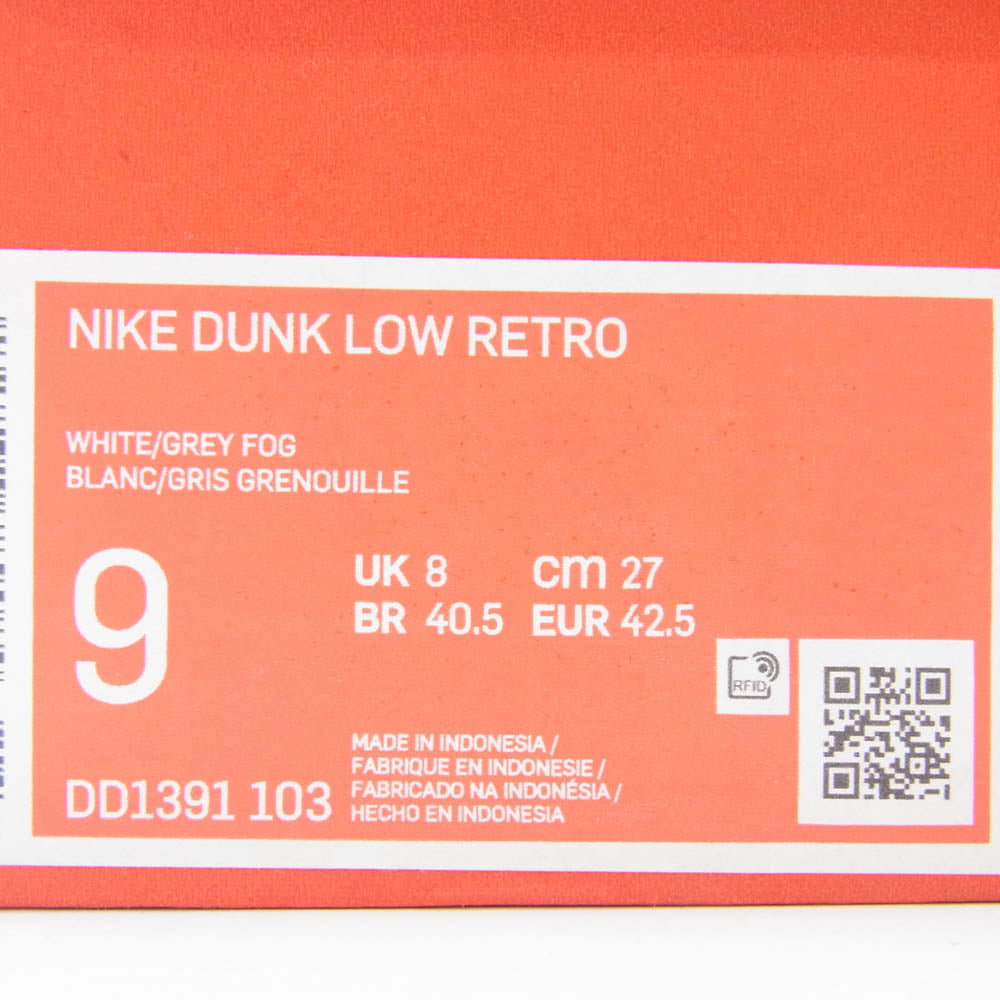 NIKE DUNK LOW RETRO
WHITE/GREY FOG
BLANC/GRIS GRENOUILLE
9
UK 8 cm 27
BR 40.5 EUR 42.5
RFID
MADE IN INDONESIA /
FABRIQUE EN INDONESIE /
FABRICADO NA INDONÉSIA /
HECHO EN INDONESIA
DD1391 103